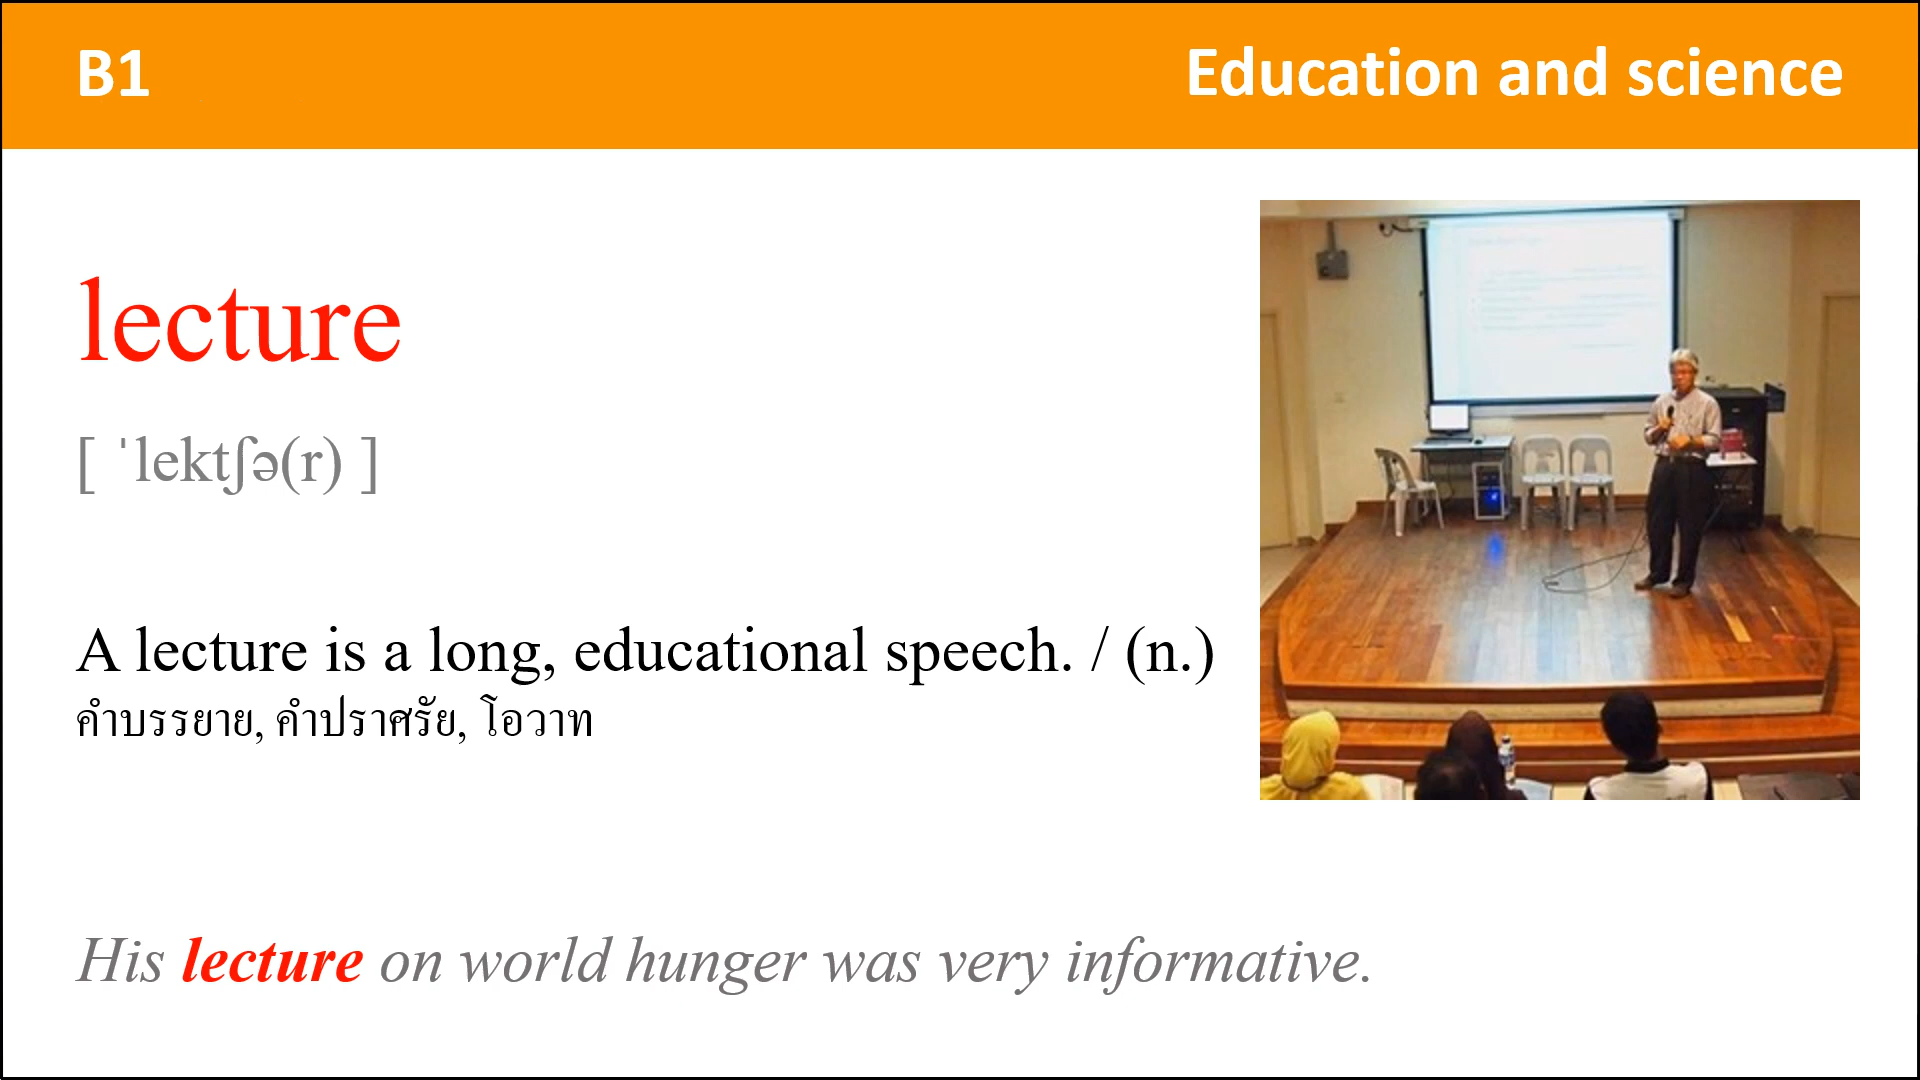 B1
Education and science
lecture
[ ˈlektʃə(r) ]
A lecture is a long, educational speech. / (n.)
คำบรรยาย, คำปราศรัย, โอวาท
His lecture on world hunger was very informative.